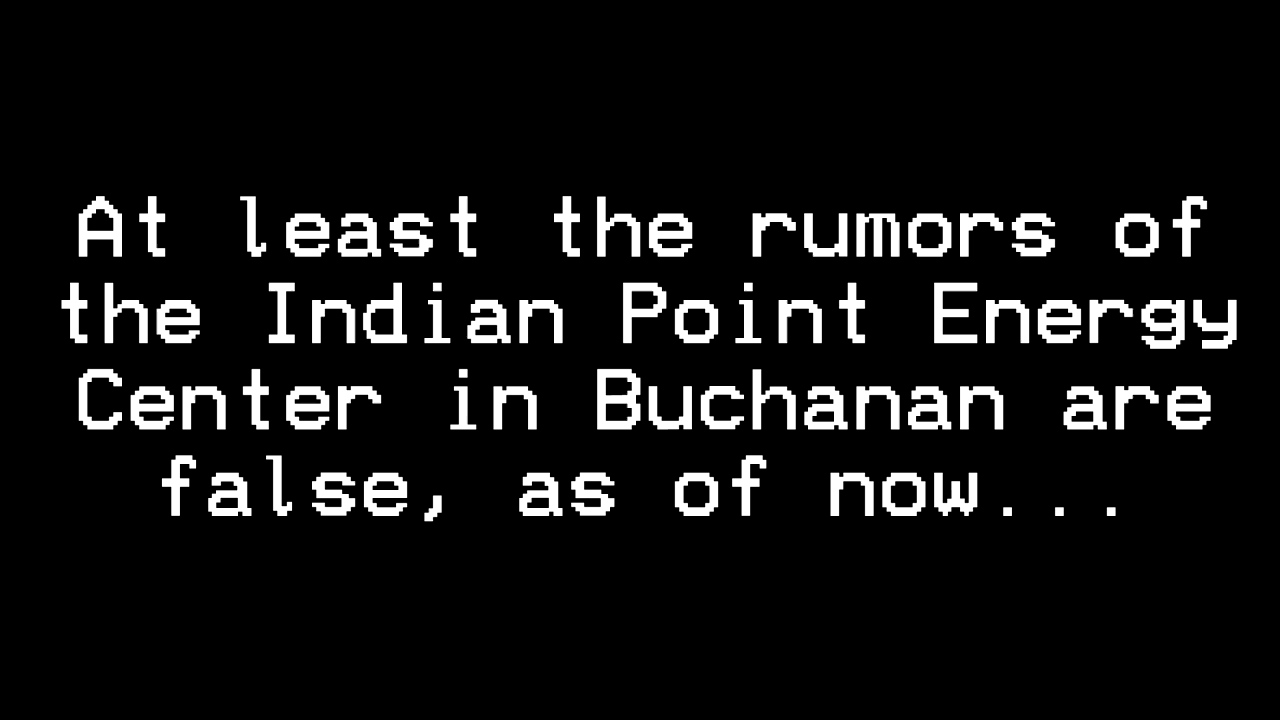 At least the rumors of
the Indian Point Energy
Center in Buchanan are
false, as of now...